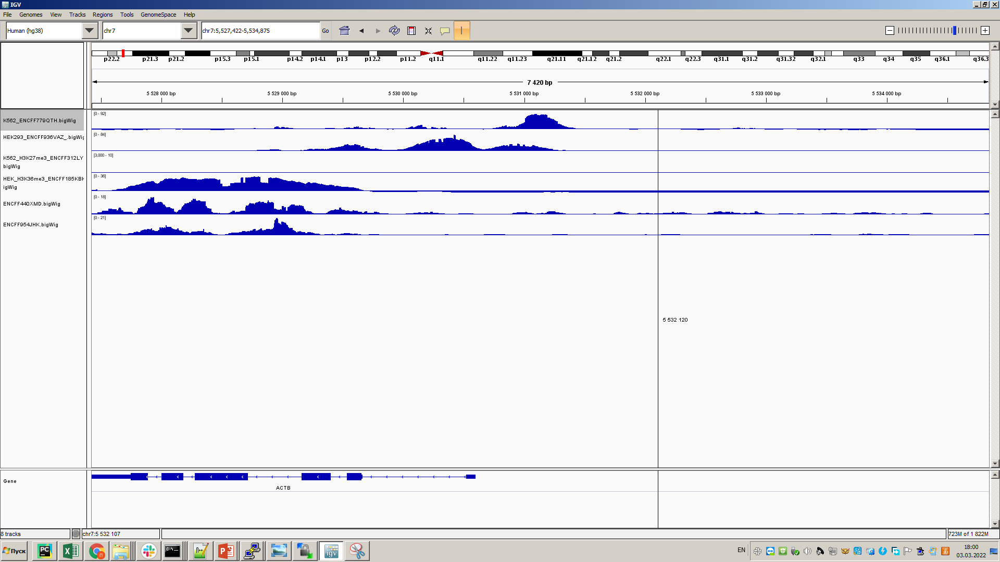 IGV
File Genomes View Tracks Regions Tools GenomeSpace Help
Human (hg38) chr7 chr7:5,527,422-5,534,875 Go
p22.2 p21.3 p21.2 p15.3 p15.1 p14.2 p14.1 p13 p12.2 p11.2 q11.1 q11.22 q11.23 q21.11 q21.12 q21.2 q22.1 q22.3 q31.1 q31.2 q31.32 q32.1 q33 q34 q35 q36.1 q36.3
7 420 bp
5 528 000 bp 5 529 000 bp 5 530 000 bp 5 531 000 bp 5 532 000 bp 5 533 000 bp 5 534 000 bp
[0 - 92]
K562_ENCFF779QTH.bigWig
[0 - 84]
HEK293_ENCFF936VAZ_.bigWig
[3,000 - 10]
K562_H3K27me3_ENCFF312LY
bigWig
[0 - 36]
HEK_H3K36me3_ENCFF185KBK
igWig
[0 - 18]
ENCFF440XMD.bigWig
[0 - 21]
ENCFF954JHK.bigWig
5 532 120
Gene
ACTB
8 tracks chr7:5 532 107 723M of 1 822M
Пуск PC igv EN 18:00
03.03.2022